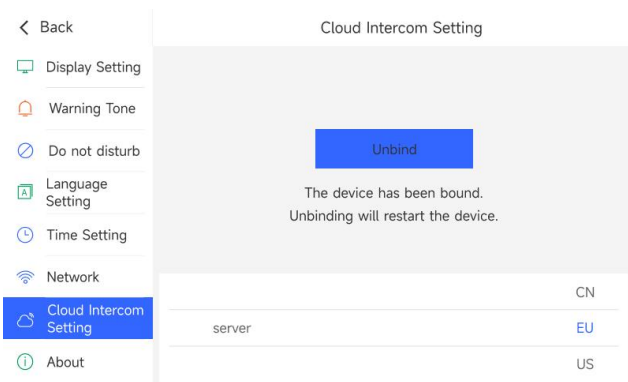 Back
Cloud Intercom Setting
Display Setting
Warning Tone
Do not disturb
A Language
Setting
Time Setting
Network
Cloud Intercom
Setting
About
Unbind
The device has been bound.
Unbinding will restart the device.
CN
server EU
US